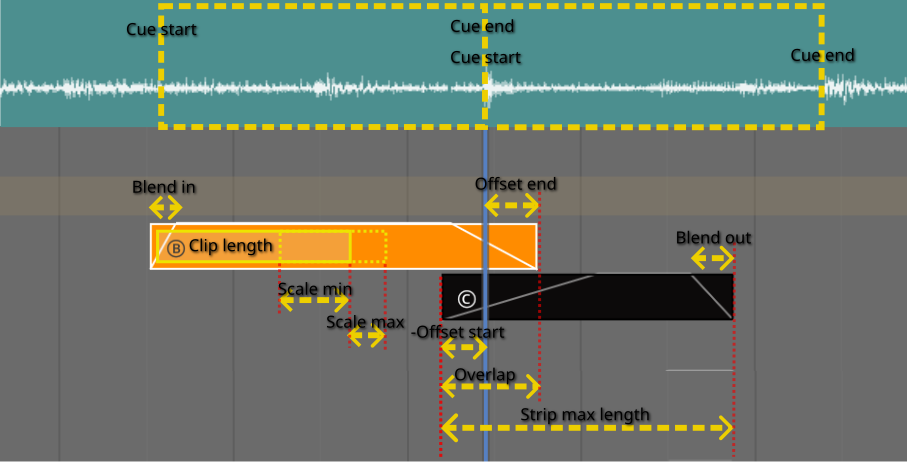 Cue start
Cue end
Cue start
Cue end
Blend in
Offset end
B
Clip length
Blend out
Scale min
C
Scale max
-Offset start
Overlap
Strip max length